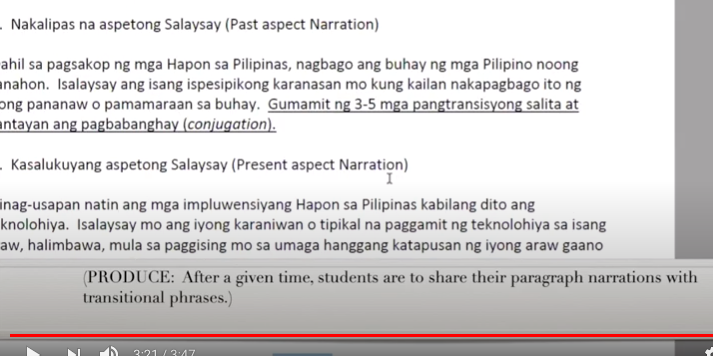 . Nakalipas na aspetong Salaysay (Past aspect Narration)
ahil sa pagsakop ng mga Hapon sa Pilipinas, nagbago ang buhay ng mga Pilipino noong
anahon. Isalaysay ang isang ispesipikong karanasan mo kung kailan nakapagbago ito ng
ong pananaw o pamamaraan sa buhay. Gumamit ng 3-5 mga pangtransisyong salita at
antayan ang pagbabanghay (conjugation).
. Kasalukuyang aspetong Salaysay (Present aspect Narration)
inag-usapan natin ang mga impluwensiyang Hapon sa Pilipinas kabilang dito ang
knolohiya. Isalaysay mo ang iyong karaniwan o tipikal na paggamit ng teknolohiya sa isang
aw, halimbawa, mula sa paggising mo sa umaga hanggang katapusan ng iyong araw gaano
(PRODUCE: After a given time, students are to share their paragraph narrations with
transitional phrases.)
3:21 / 3:47